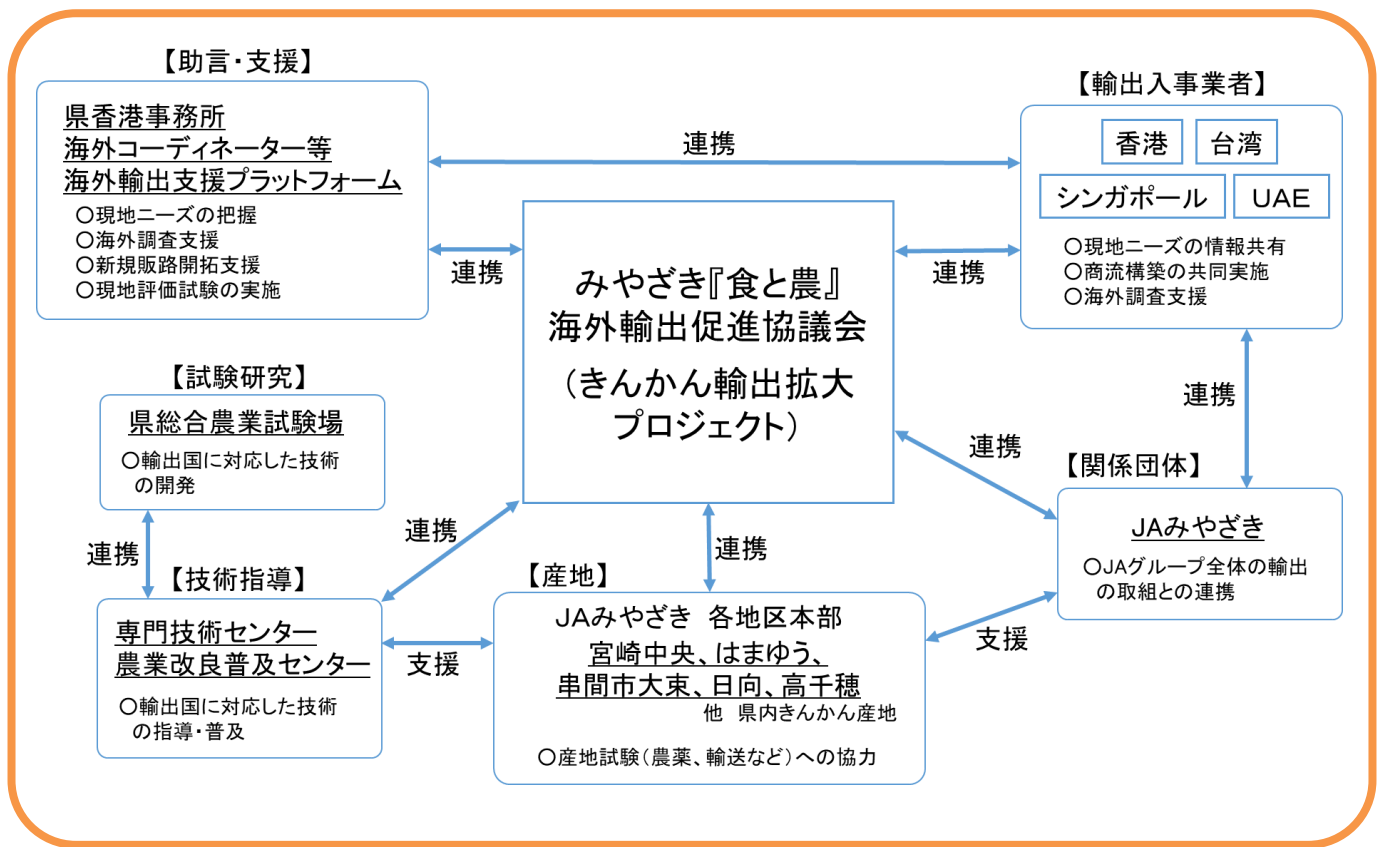 【助言・支援】
県香港事務所
海外コーディネーター等
海外輸出支援プラットフォーム
○現地ニーズの把握
○海外調査支援
○新規販路開拓支援
○現地評価試験の実施
連携
【輸出入事業者】
香港
台湾
シンガポール
ＵＡＥ
○現地ニーズの情報共有
○商流構築の共同実施
○海外調査支援
連携
連携
みやざき『食と農』
海外輸出促進協議会
（きんかん輸出拡大
プロジェクト）
【試験研究】
県総合農業試験場
○輸出国に対応した技術
の開発
連携
連携
連携
連携
連携
【関係団体】
JAみやざき
○JAグループ全体の輸出
の取組との連携
【技術指導】
専門技術センター
農業改良普及センター
○輸出国に対応した技術
の指導・普及
支援
【産地】
ＪＡみやざき 各地区本部
宮崎中央、はまゆう、
串間市大束、日向、高千穂
他 県内きんかん産地
○産地試験（農薬、輸送など）への協力
支援